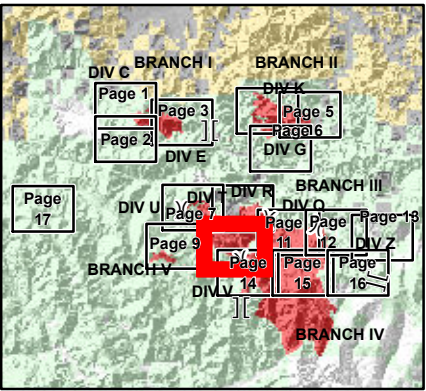 BRANCH I
BRANCH II
DIV C
DIV K
Page 1
Page 3
Page 5
Page 2
Page 6
DIV E
DIV G
BRANCH III
Page
17
DIV R
DIV U
DIV Q
Page 7
Page
11
Page
12
Page 13
Page 9
DIV Z
BRANCH V
Page
14
Page
15
Page
16
DIV V
BRANCH IV